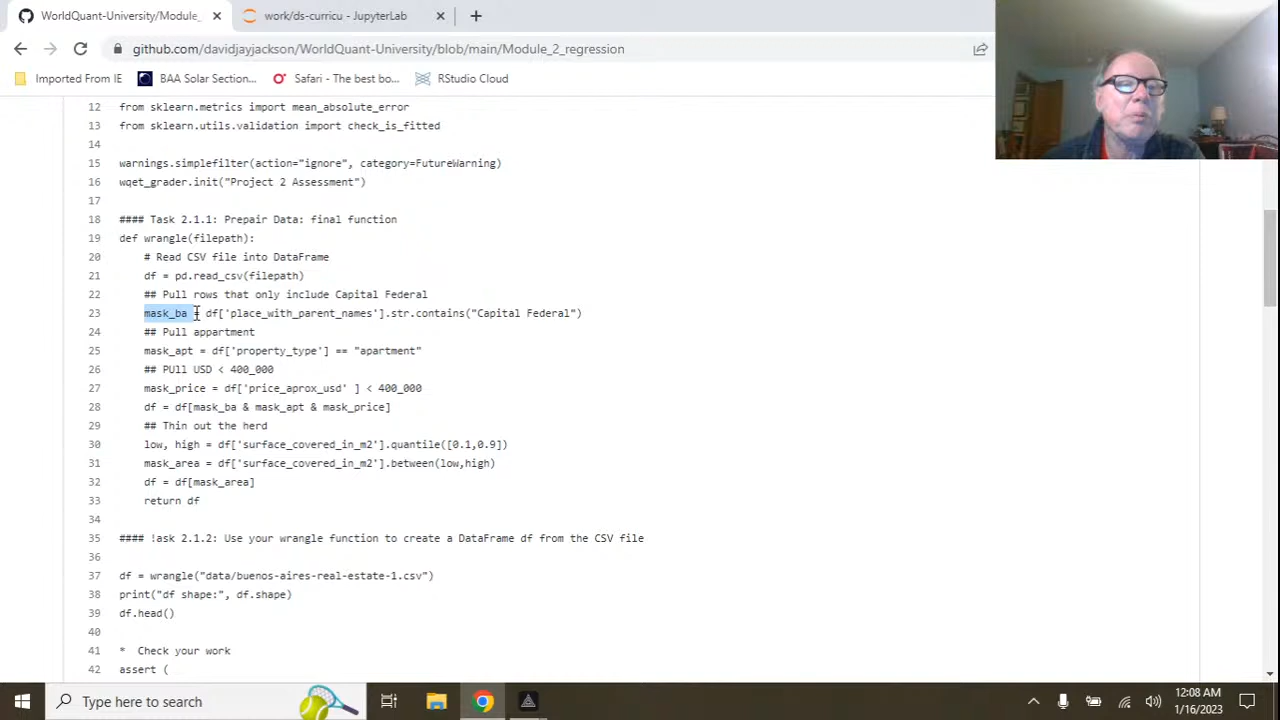 WorldQuant-University/Module_
work/ds-curricu - JupyterLab
github.com/davidjayjackson/WorldQuant-University/blob/main/Module_2_regression
Imported From IE
BAA Solar Section...
Safari - The best bo...
RStudio Cloud
12 from sklearn.metrics import mean_absolute_error
13 from sklearn.utils.validation import check_is_fitted
14
15 warnings.simplefilter(action="ignore", category=FutureWarning)
16 wqet_grader.init("Project 2 Assessment")
17
18 #### Task 2.1.1: Prepair Data: final function
19 def wrangle(filepath):
20 # Read CSV file into DataFrame
21 df = pd.read_csv(filepath)
22 ## Pull rows that only include Capital Federal
23 mask_ba = df['place_with_parent_names'].str.contains("Capital Federal")
24 ## Pull appartment
25 mask_apt = df['property_type'] == "apartment"
26 ## PUll USD < 400_000
27 mask_price = df['price_aprox_usd' ] < 400_000
28 df = df[mask_ba & mask_apt & mask_price]
29 ## Thin out the herd
30 low, high = df['surface_covered_in_m2'].quantile([0.1,0.9])
31 mask_area = df['surface_covered_in_m2'].between(low,high)
32 df = df[mask_area]
33 return df
34
35 #### !ask 2.1.2: Use your wrangle function to create a DataFrame df from the CSV file
36
37 df = wrangle("data/buenos-aires-real-estate-1.csv")
38 print("df shape:", df.shape)
39 df.head()
40
41 * Check your work
42 assert (
Type here to search
12:08 AM
1/16/2023